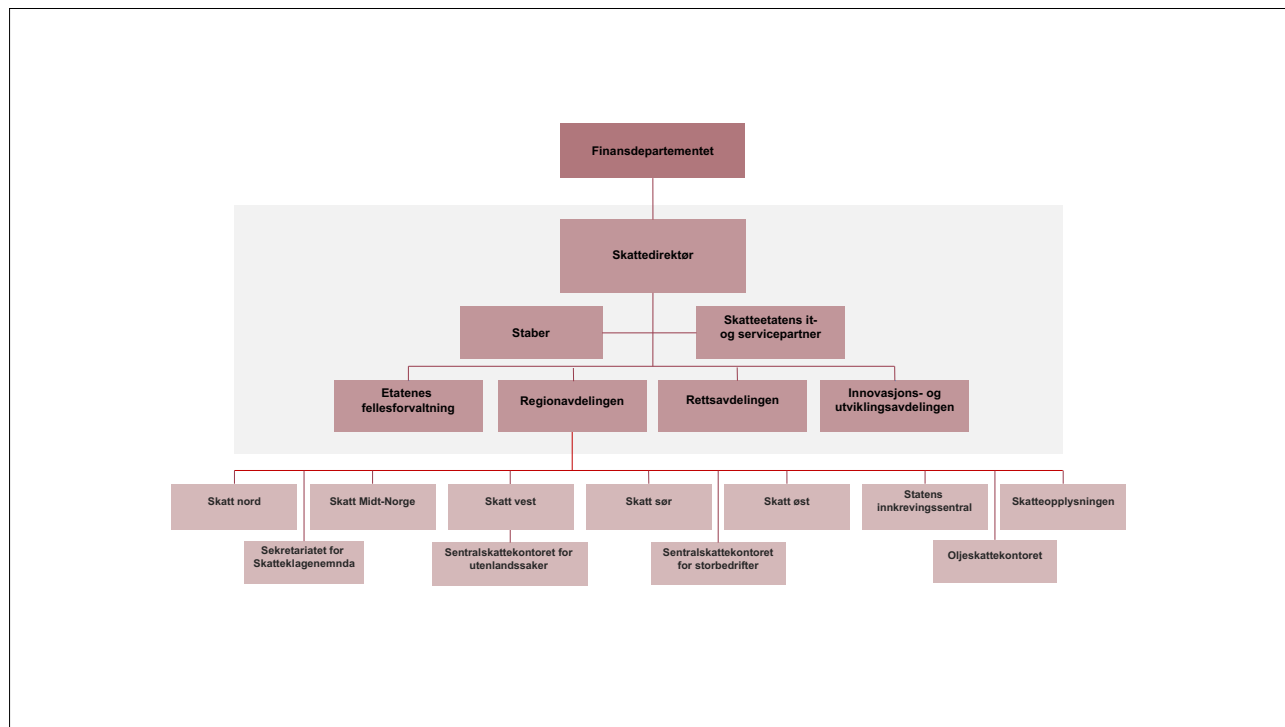 Finansdepartementet
Skattedirektør
Staber
Skatteetatens it-
og servicepartner
Etatenes
fellesforvaltning
Regionavdelingen
Rettsavdelingen
Innovasjons- og
utviklingsavdelingen
Skatt nord
Skatt Midt-Norge
Skatt vest
Skatt sør
Skatt øst
Statens
innkrevingssentral
Skatteopplysningen
Sekretariatet for
Skatteklagenemnda
Sentralskattekontoret for
utenlandssaker
Sentralskattekontoret
for storbedrifter
Oljeskattekontoret